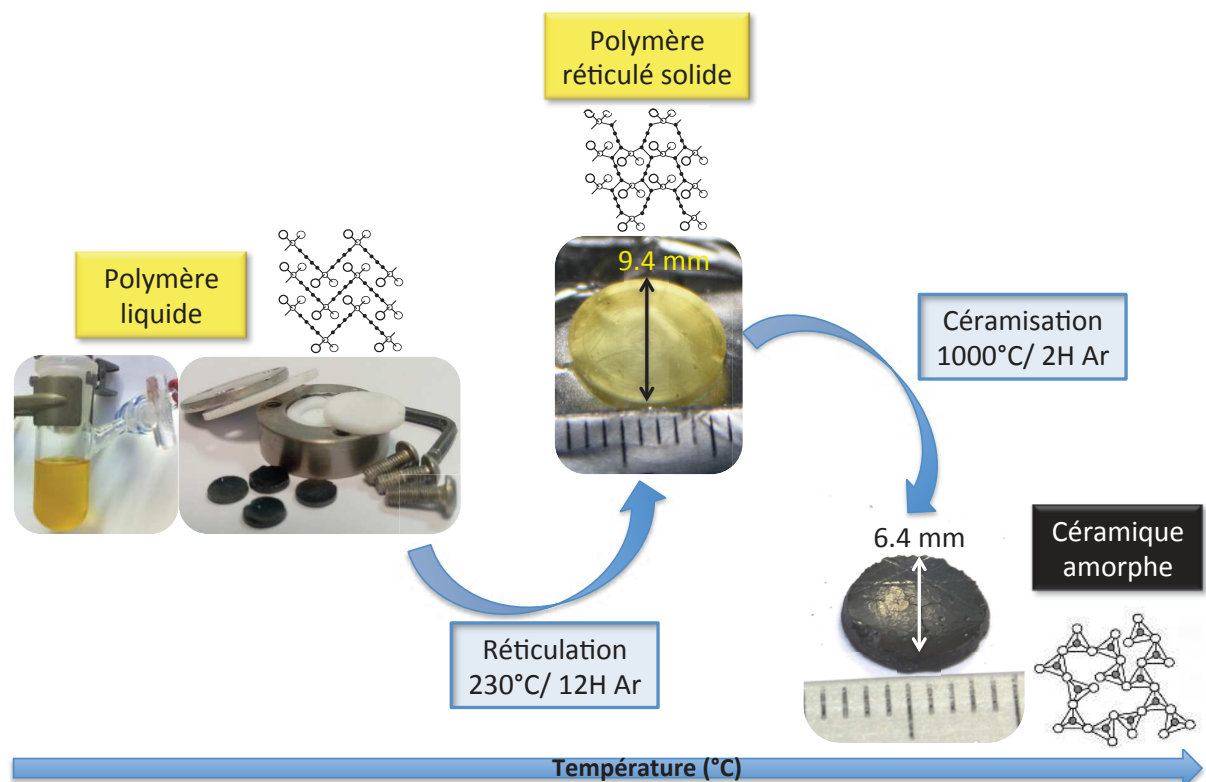 Polymère
réticulé solide
Polymère
liquide
9.4 mm
Céramisation
1000°C/ 2H Ar
6.4 mm
Céramique
amorphe
Réticulation
230°C/ 12H Ar
Température (°C)